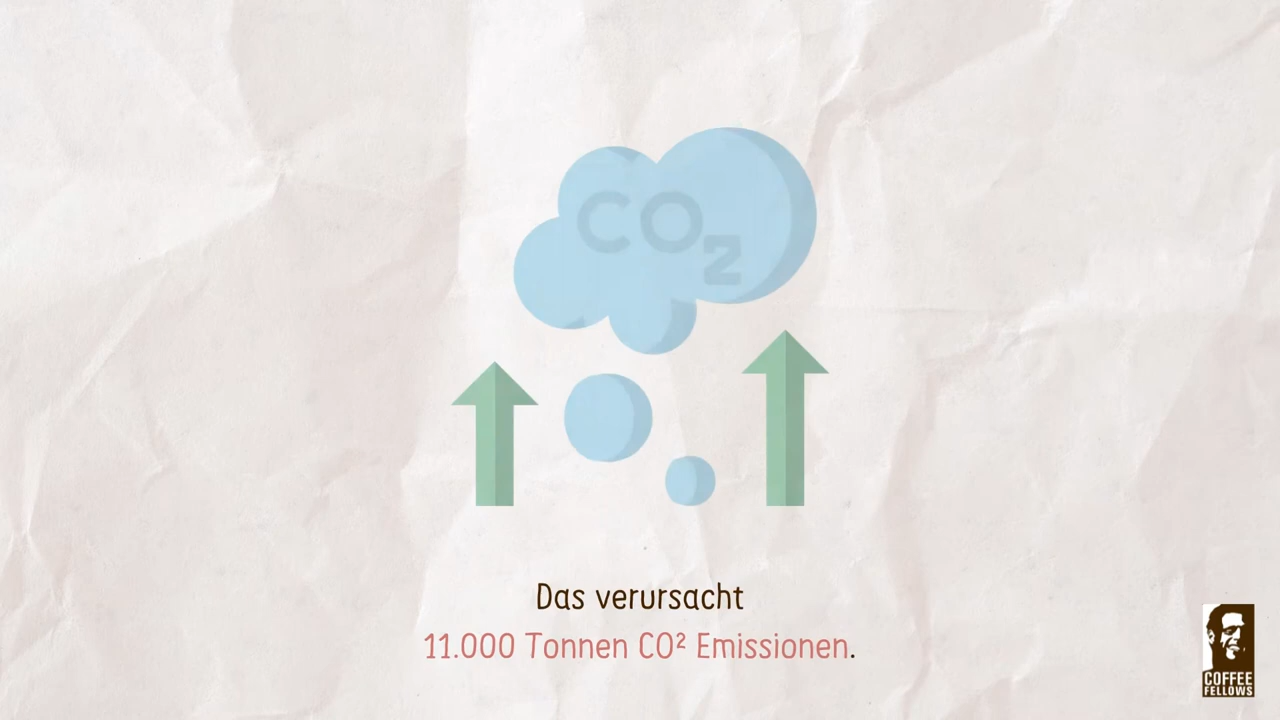 CO₂
Das verursacht
11.000 Tonnen CO² Emissionen.
COFFEE
FELLOWS